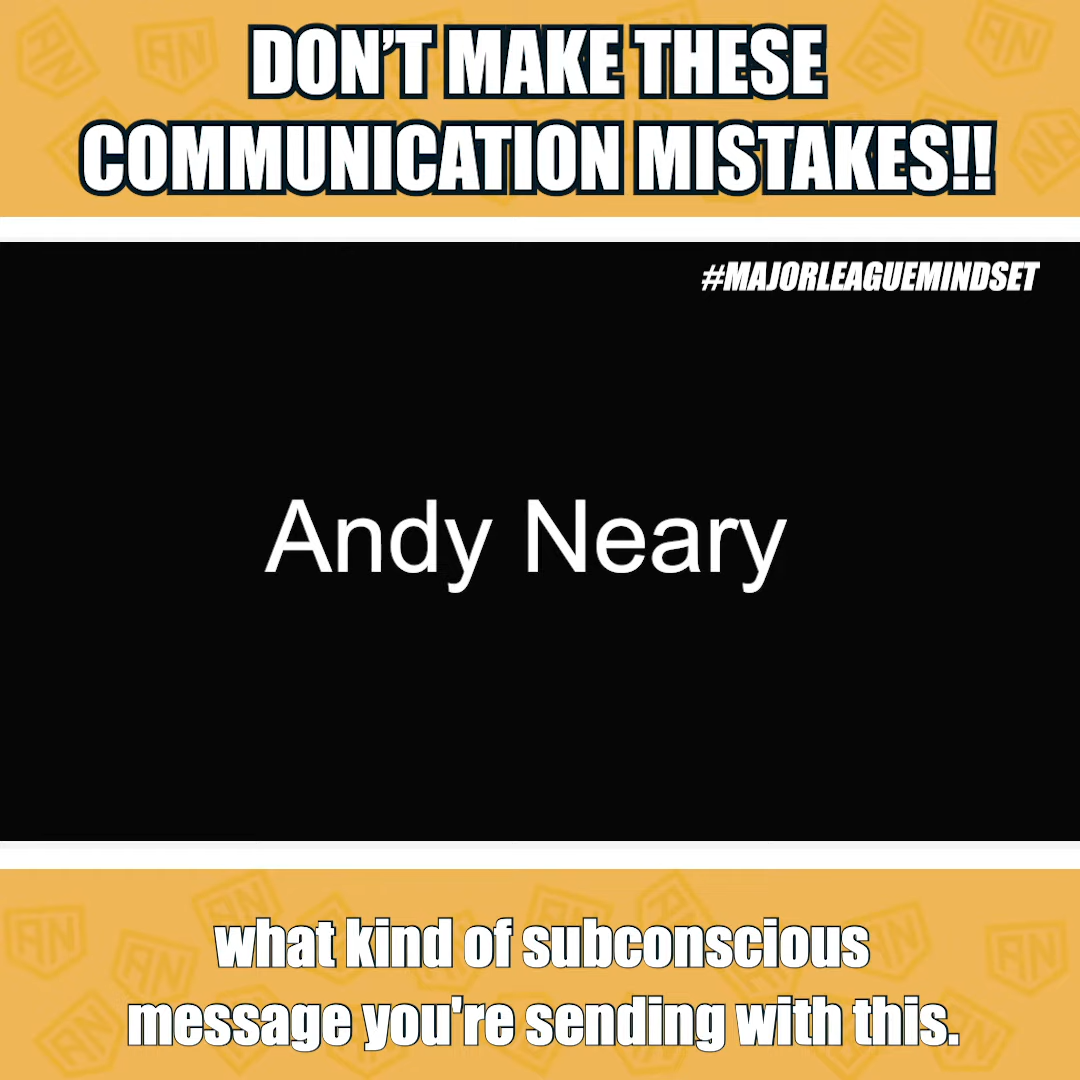 DON'T MAKE THESE
COMMUNICATION MISTAKES!!
#MAJORLEAGUEMINDSET
Andy Neary
what kind of subconscious
message you're sending with this.